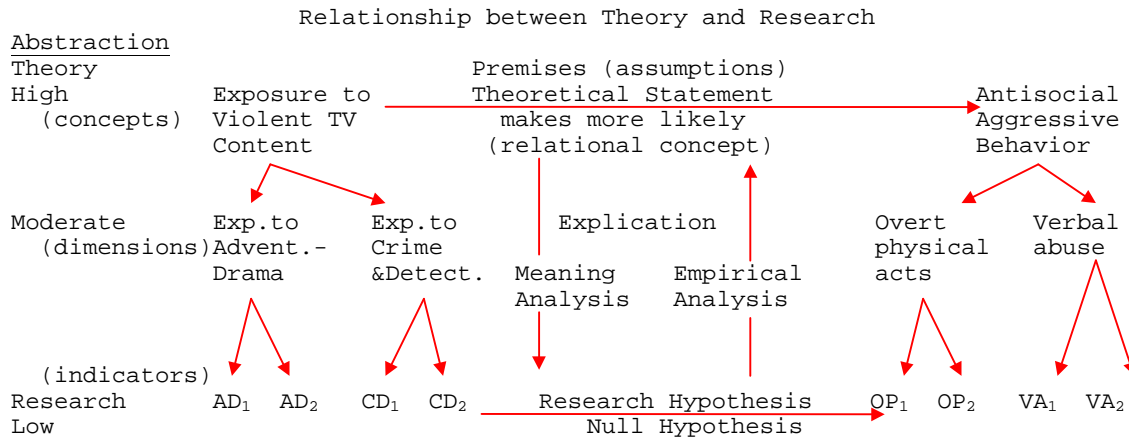 Relationship between Theory and Research
Abstraction
Theory Premises (assumptions)
High Exposure to Theoretical Statement Antisocial
(concepts) Violent TV makes more likely Aggressive
Content (relational concept) Behavior
Moderate Exp.to Exp.to Explication Overt Verbal
(dimensions) Advent.- Crime physical abuse
Drama &Detect. Meaning Empirical acts
Analysis Analysis
(indicators)
Research AD₁ AD₂ CD₁ CD₂ Research Hypothesis OP₁ OP₂ VA₁ VA₂
Low Null Hypothesis